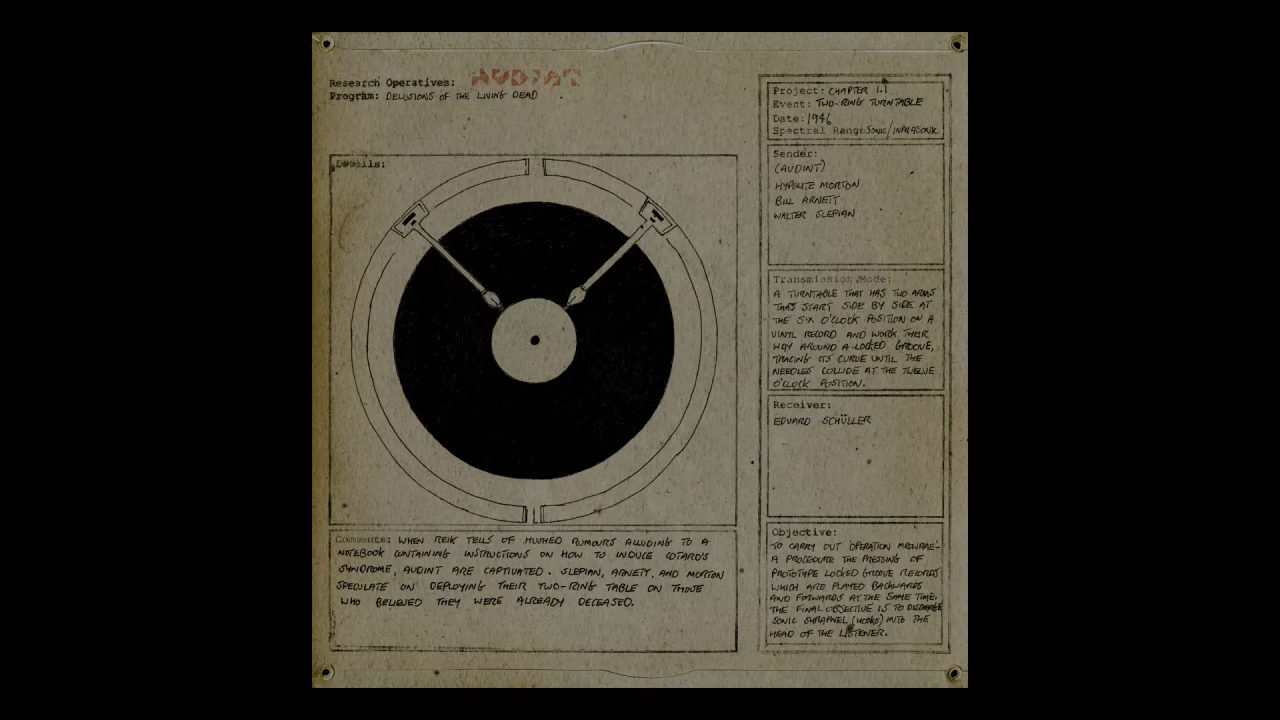 Research Operatives: AUDINT
Program: DELUSIONS OF THE LIVING DEAD
Project: CHAPTER 1.1
Event: TWO-RING TURNTABLE
Date: 1946
Spectral Range SONIC/INFRASONIC
Details:
Sender:
(AUDINT)
HYPOLITE MORTON
BILL ARNETT
WALTER SLEPIAN
Transmission Mode:
A TURNTABLE THAT HAS TWO ARMS
THAT START SIDE BY SIDE AT
THE SIX O'CLOCK POSITION ON A
VINYL RECORD AND WORK THEIR
WAY AROUND A LOCKED GROOVE,
TRACING ITS CURVE UNTIL THE
NEEDLES COLLIDE AT THE TWELVE
O'CLOCK POSITION.
Receiver:
EDUARD SCHÜLLER
Comments: WHEN REIK TELLS OF HUSHED RUMOURS ALLUDING TO A
NOTEBOOK CONTAINING INSTRUCTIONS ON HOW TO INDUCE COTARD'S
SYNDROME, AUDINT ARE CAPTIVATED. SLEPIAN, ARNETT, AND MORTON
SPECULATE ON DEPLOYING THEIR TWO-RING TABLE ON THOSE
WHO BELIEVED THEY WERE ALREADY DECEASED.
Objective:
TO CARRY OUT 'OPERATION
A PROCEDURE THE PRESSING OF
PROTOTYPE LOCKED GROOVE RECORDS
WHICH ARE PLAYED BACKWARDS
AND FORWARDS AT THE SAME TIME.
THE FINAL OBJECTIVE IS TO DISCHARGE
SONIC SHRAPNEL (HOOKS) INTO THE
HEAD OF THE LISTENER.